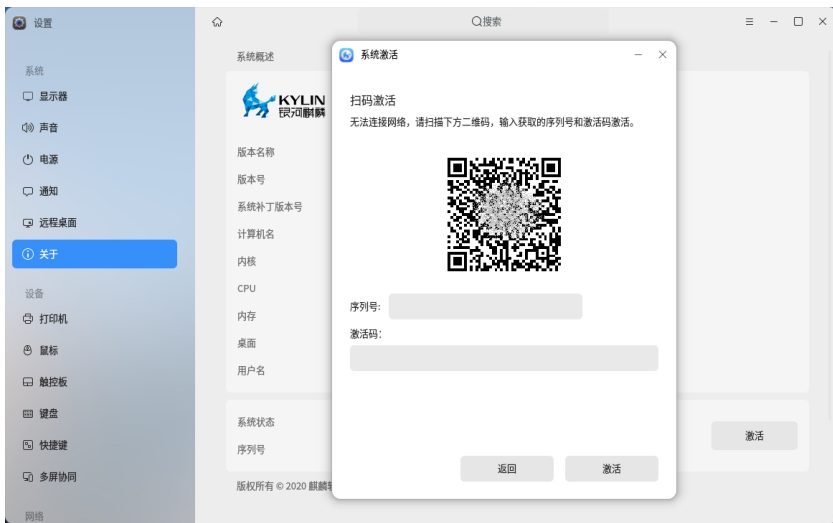 设置
搜索
系统
显示器
声音
电源
通知
远程桌面
关于
设备
打印机
鼠标
触控板
键盘
快捷键
多屏协同
网络
系统概述
KYLIN
银河麒麟
版本名称
版本号
系统补丁版本号
计算机名
内核
CPU
内存
桌面
用户名
系统状态
序列号
激活
版权所有 © 2020 麒麟
系统激活
扫码激活
无法连接网络，请扫描下方二维码，输入获取的序列号和激活码激活。
序列号:
激活码:
返回
激活